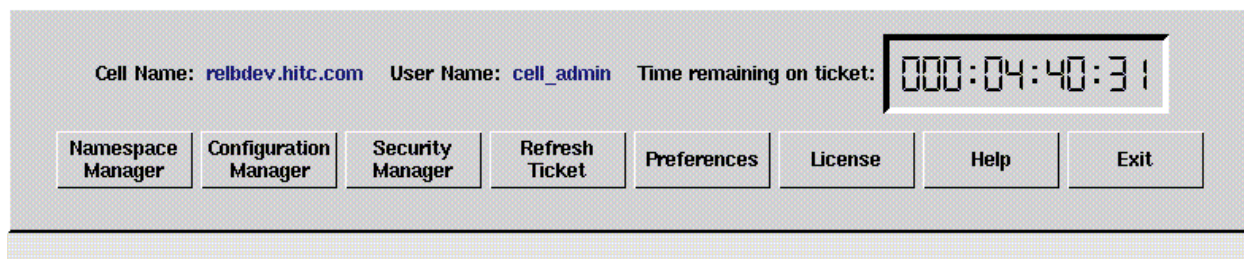 Cell Name: relbdev.hitc.com User Name: cell_admin Time remaining on ticket: 000:04:40:31
Namespace Manager Configuration Manager Security Manager Refresh Ticket Preferences License Help Exit